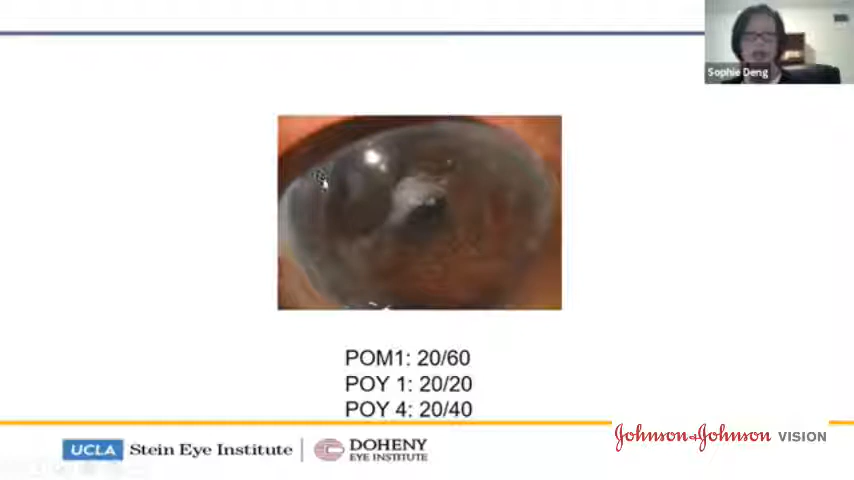 Sophie Deng
POM1: 20/60
POY 1: 20/20
POY 4: 20/40
UCLA Stein Eye Institute
DOHENY
EYE INSTITUTE
Johnson+Johnson VISION